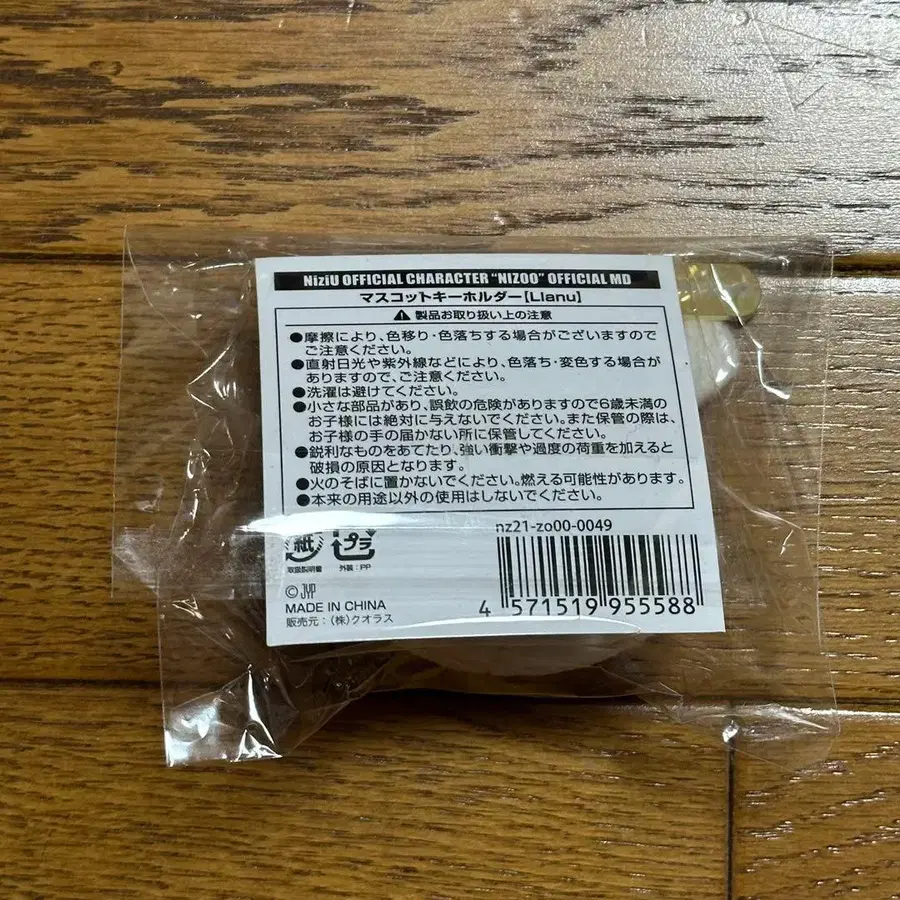 NiziU OFFICIAL CHARACTER "NIZOO" OFFICIAL MD
マスコットキーホルダー[Llanu]
⚠ 製品お取り扱い上の注意
●摩擦により、色移り・色落ちする場合がございますので
ご注意ください。
●直射日光や紫外線などにより、色落ち・変色する場合が
ありますので、ご注意ください。
●洗濯は避けてください。
●小さな部品があり、誤飲の危険がありますので6歳未満の
お子様には絶対に与えないでください。また保管の際は、
お子様の手の届かない所に保管してください。
●鋭利なものをあてたり、強い衝撃や過度の荷重を加えると
破損の原因となります。
●火のそばに置かないでください。燃える可能性があります。
●本来の用途以外の使用はしないでください。
nz21-zo00-0049
紙 プラ
取扱説明書 外装:PP
© JYP
MADE IN CHINA
販売元:(株)クオラス
4 571519 955588